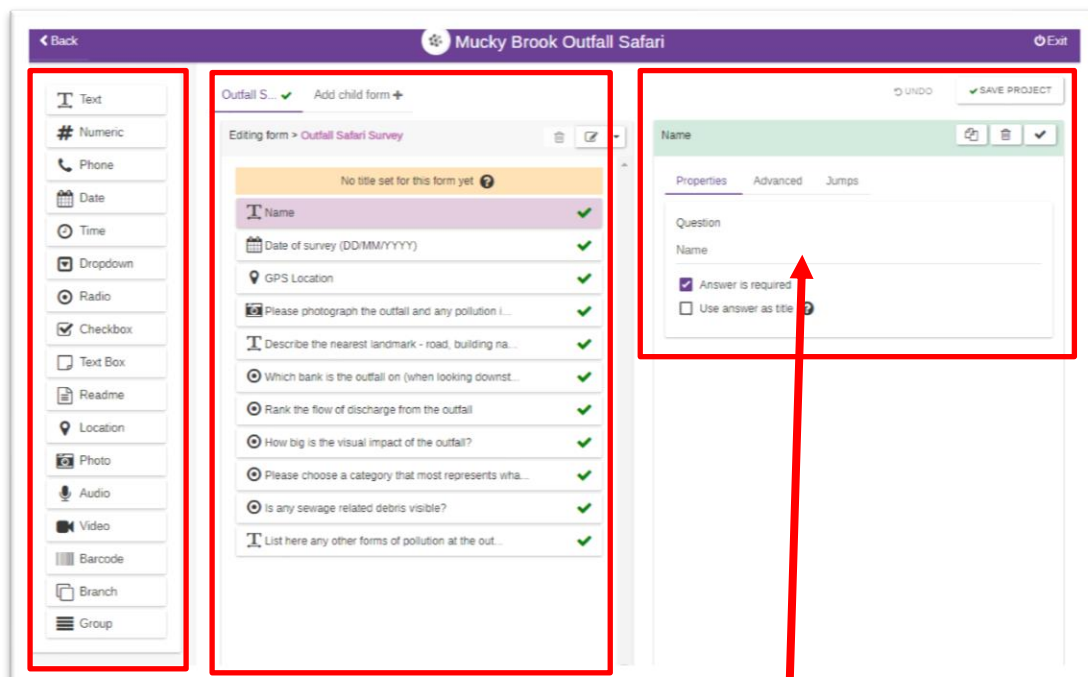 Back
Mucky Brook Outfall Safari
Exit
Text
Numeric
Phone
Date
Time
Dropdown
Radio
Checkbox
Text Box
Readme
Location
Photo
Audio
Video
Barcode
Branch
Group
Outfall S...
Add child form +
Editing form > Outfall Safari Survey
No title set for this form yet ?
Name
Date of survey (DD/MM/YYYY)
GPS Location
Please photograph the outfall and any pollution i...
Describe the nearest landmark - road, building na...
Which bank is the outfall on (when looking downst...
Rank the flow of discharge from the outfall
How big is the visual impact of the outfall?
Please choose a category that most represents wha...
Is any sewage related debris visible?
List here any other forms of pollution at the out...
UNDO
SAVE PROJECT
Name
Properties Advanced Jumps
Question
Name
Answer is required
Use answer as title